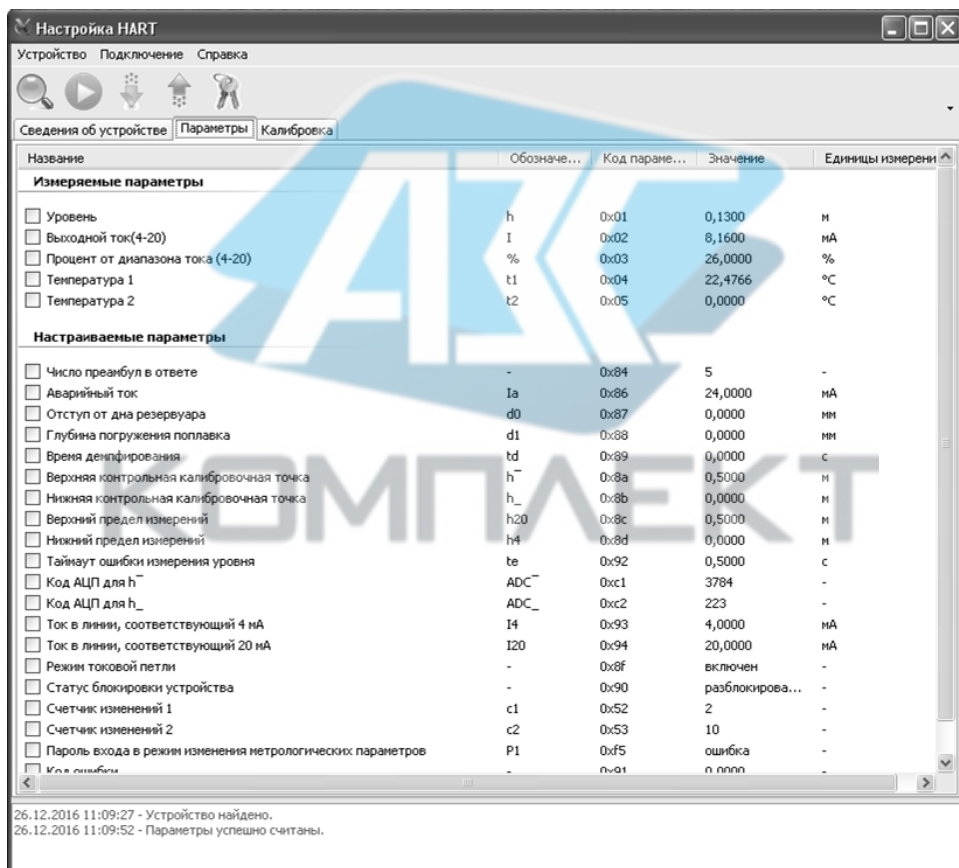 Настройка HART
Устройство Подключение Справка
Сведения об устройстве Параметры Калибровка
Название Обозначе... Код параме... Значение Единицы измерени
Измеряемые параметры
Уровень h 0x01 0,1300 м
Выходной ток(4-20) I 0x02 8,1600 мА
Процент от диапазона тока (4-20) % 0x03 26,0000 %
Температура 1 t1 0x04 22,4766 °C
Температура 2 t2 0x05 0,0000 °C
Настраиваемые параметры
Число преамбул в ответе - 0x84 5 -
Аварийный ток Ia 0x86 24,0000 мА
Отступ от дна резервуара d0 0x87 0,0000 мм
Глубина погружения поплавка d1 0x88 0,0000 мм
Время демпфирования td 0x89 0,0000 с
Верхняя контрольная калибровочная точка h¯ 0x8a 0,5000 м
Нижняя контрольная калибровочная точка h_ 0x8b 0,0000 м
Верхний предел измерений h20 0x8c 0,5000 м
Нижний предел измерений h4 0x8d 0,0000 м
Таймаут ошибки измерения уровня te 0x92 0,5000 с
Код АЦП для h¯ ADC¯ 0xc1 3784 -
Код АЦП для h_ ADC_ 0xc2 223 -
Ток в линии, соответствующий 4 мА I4 0x93 4,0000 мА
Ток в линии, соответствующий 20 мА I20 0x94 20,0000 мА
Режим токовой петли - 0x8f включен -
Статус блокировки устройства - 0x90 разблокирова... -
Счетчик изменений 1 c1 0x52 2 -
Счетчик изменений 2 c2 0x53 10 -
Пароль входа в режим изменения метрологических параметров P1 0xf5 ошибка -
Код ошибки - 0x91 0,0000 -
26.12.2016 11:09:27 - Устройство найдено.
26.12.2016 11:09:52 - Параметры успешно считаны.
АЗС
КОМПЛЕКТ